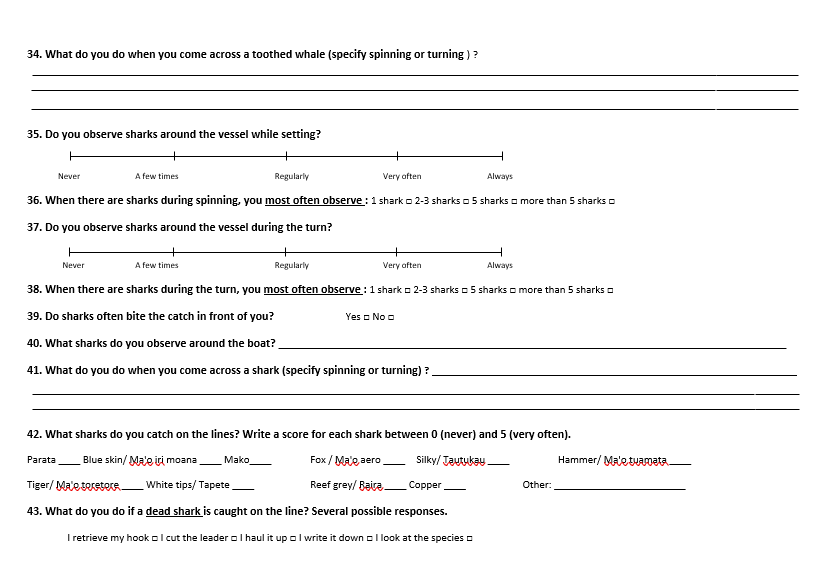 34. What do you do when you come across a toothed whale (specify spinning or turning ) ?
35. Do you observe sharks around the vessel while setting?
Never A few times Regularly Very often Always
36. When there are sharks during spinning, you most often observe : 1 shark □ 2-3 sharks □ 5 sharks □ more than 5 sharks □
37. Do you observe sharks around the vessel during the turn?
Never A few times Regularly Very often Always
38. When there are sharks during the turn, you most often observe : 1 shark □ 2-3 sharks □ 5 sharks □ more than 5 sharks □
39. Do sharks often bite the catch in front of you? Yes □ No □
40. What sharks do you observe around the boat? ____
41. What do you do when you come across a shark (specify spinning or turning) ? ____
42. What sharks do you catch on the lines? Write a score for each shark between 0 (never) and 5 (very often).
Parata ____ Blue skin/ Ma'o iri moana ____ Mako____ Fox / Ma'o aero ____ Silky/ Tautukau ____ Hammer/ Ma'o tuamata ____
Tiger/ Ma'o toretore ____ White tips/ Tapete ____ Reef grey/ Raira ____ Copper ____ Other: ____
43. What do you do if a dead shark is caught on the line? Several possible responses.
I retrieve my hook □ I cut the leader □ I haul it up □ I write it down □ I look at the species □